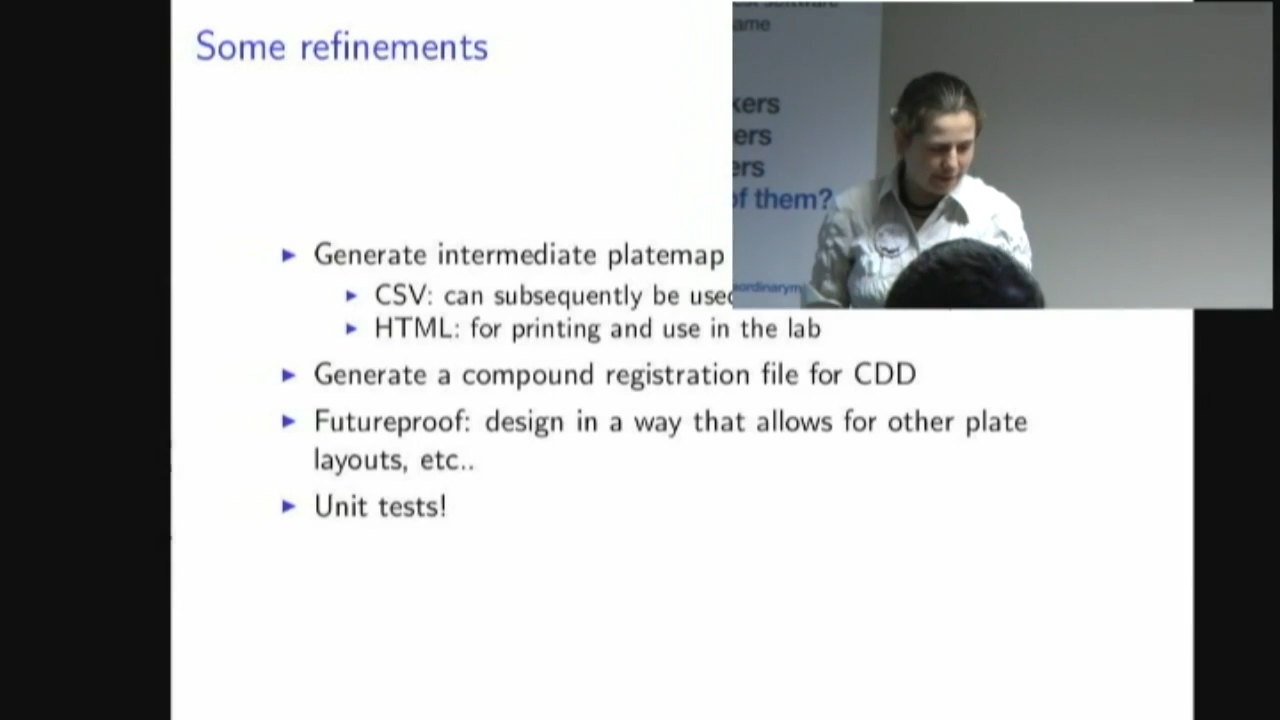 Some refinements
ame
kers
ers
ers
of them?
▶ Generate intermediate platemap
▶ CSV: can subsequently be used
▶ HTML: for printing and use in the lab
▶ Generate a compound registration file for CDD
▶ Futureproof: design in a way that allows for other plate
layouts, etc..
▶ Unit tests!